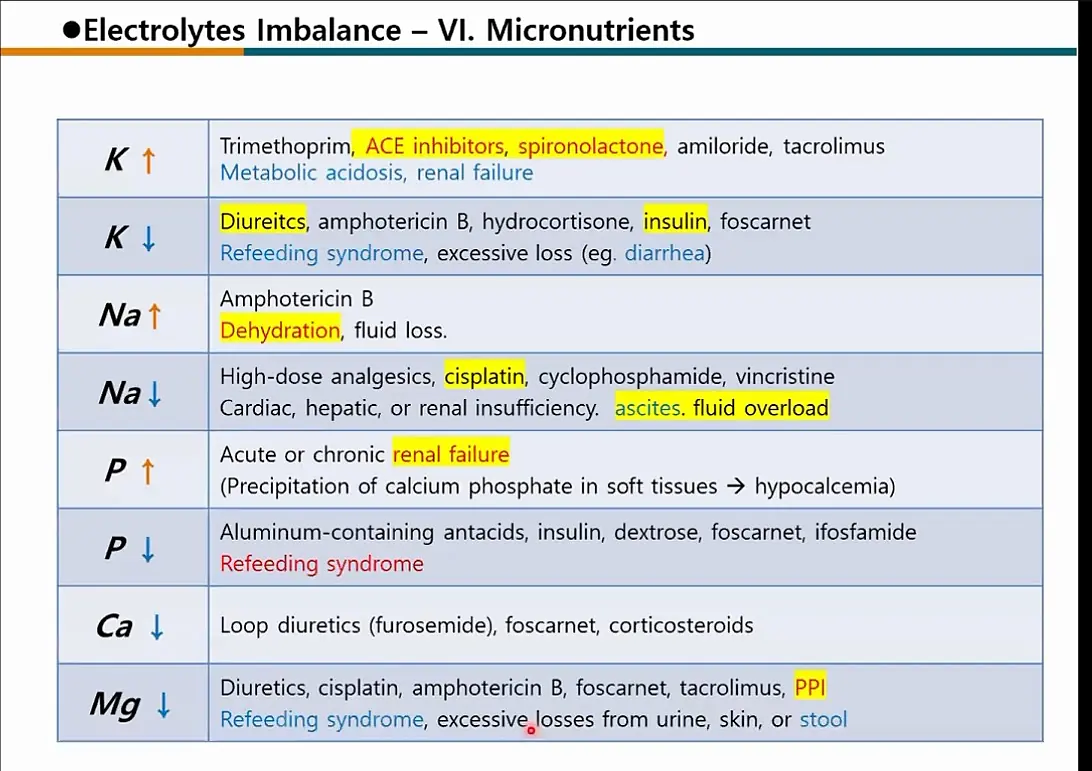 ●Electrolytes Imbalance – VI. Micronutrients
K ↑
Trimethoprim, ACE inhibitors, spironolactone, amiloride, tacrolimus
Metabolic acidosis, renal failure
K ↓
Diureitcs, amphotericin B, hydrocortisone, insulin, foscarnet
Refeeding syndrome, excessive loss (eg. diarrhea)
Na ↑
Amphotericin B
Dehydration, fluid loss.
Na ↓
High-dose analgesics, cisplatin, cyclophosphamide, vincristine
Cardiac, hepatic, or renal insufficiency. ascites. fluid overload
P ↑
Acute or chronic renal failure
(Precipitation of calcium phosphate in soft tissues → hypocalcemia)
P ↓
Aluminum-containing antacids, insulin, dextrose, foscarnet, ifosfamide
Refeeding syndrome
Ca ↓
Loop diuretics (furosemide), foscarnet, corticosteroids
Mg ↓
Diuretics, cisplatin, amphotericin B, foscarnet, tacrolimus, PPI
Refeeding syndrome, excessive losses from urine, skin, or stool